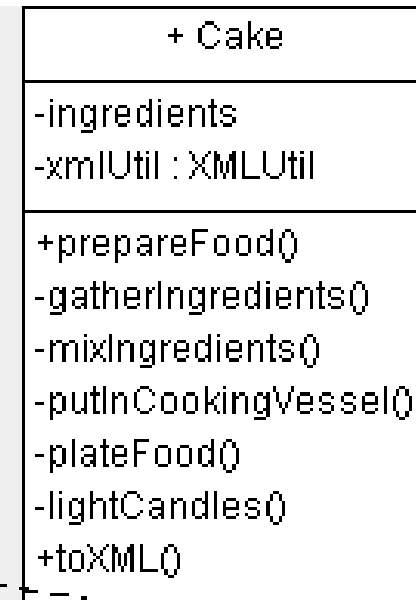 + Cake
-ingredients
-xmlUtil : XMLUtil
+prepareFood()
-gatherIngredients()
-mixIngredients()
-putInCookingVessel()
-plateFood()
-lightCandles()
+toXML()